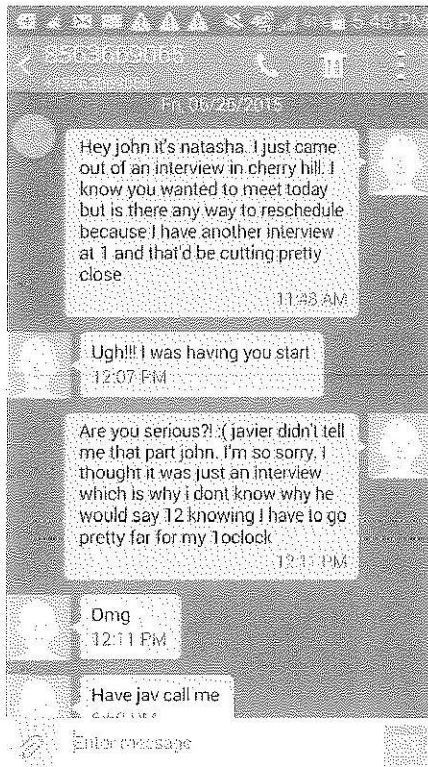 5:45 PM
8563669865
Fri, 06/26/2015
Hey john it's natasha. I just came
out of an interview in cherry hill. I
know you wanted to meet today
but is there any way to reschedule
because I have another interview
at 1 and that'd be cutting pretty
close
11:48 AM
Ugh!!! I was having you start
12:07 PM
Are you serious?! :( javier didn't tell
me that part john. I'm so sorry. I
thought it was just an interview
which is why i dont know why he
would say 12 knowing I have to go
pretty far for my 1oclock
12:11 PM
Omg
12:11 PM
Have jav call me
Enter message